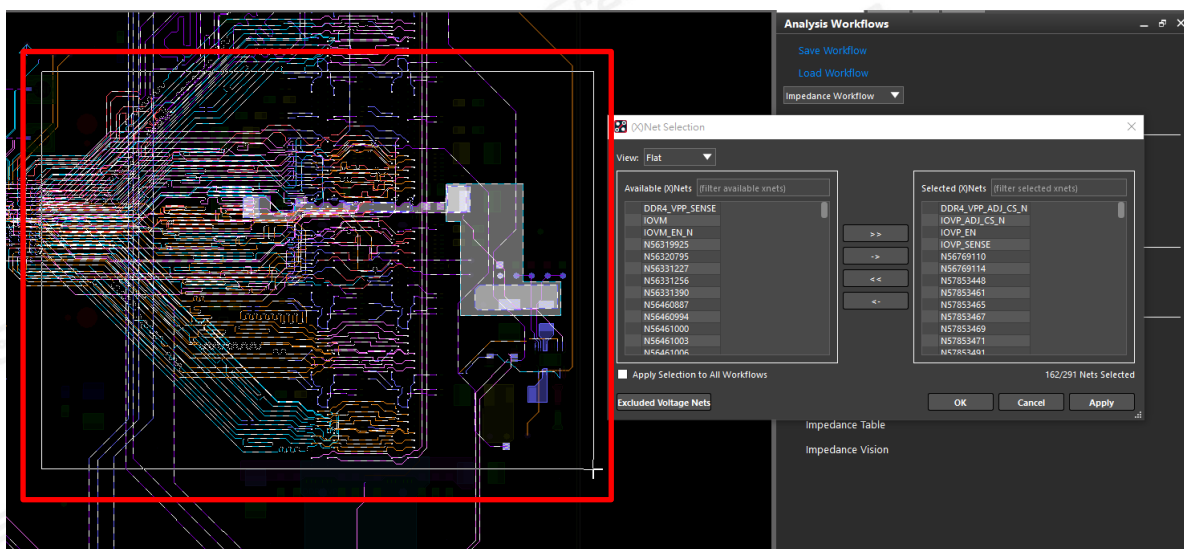 Analysis Workflows
Save Workflow
Load Workflow
Impedance Workflow
(X)Net Selection
View: Flat
Available (X)Nets (filter available xnets)
DDR4_VPP_SENSE
IOVM
IOVM_EN_N
N56319925
N56320795
N56331227
N56331256
N56331390
N56460887
N56460994
N56461000
N56461003
N56461006
>>
->
<<
<-
Selected (X)Nets (filter selected xnets)
DDR4_VPP_ADJ_CS_N
IOVP_ADJ_CS_N
IOVP_EN
IOVP_SENSE
N56769110
N56769114
N57853448
N57853461
N57853465
N57853467
N57853469
N57853471
N57853491
Apply Selection to All Workflows
162/291 Nets Selected
Excluded Voltage Nets
OK Cancel Apply
Impedance Table
Impedance Vision